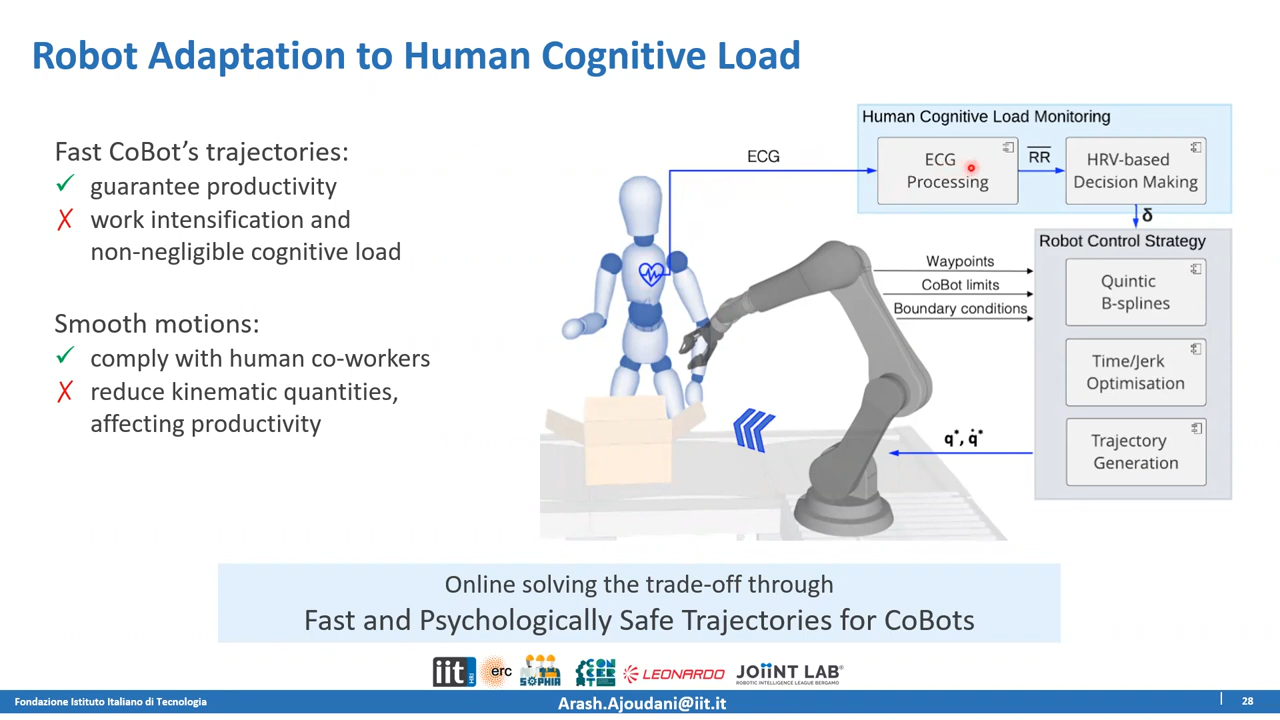 Robot Adaptation to Human Cognitive Load
Fast CoBot's trajectories:
✓ guarantee productivity
✗ work intensification and
non-negligible cognitive load
Smooth motions:
✓ comply with human co-workers
✗ reduce kinematic quantities,
affecting productivity
ECG
Human Cognitive Load Monitoring
ECG
Processing
RR
HRV-based
Decision Making
δ
Robot Control Strategy
Waypoints
CoBot limits
Boundary conditions
Quintic
B-splines
Time/Jerk
Optimisation
Trajectory
Generation
q*, q̇*
Online solving the trade-off through
Fast and Psychologically Safe Trajectories for CoBots
iit
HRI
erc
SOPHIA
CONCERT
LEONARDO
JOiiNT LAB
ROBOTIC INTELLIGENCE LEAGUE BERGAMO
Fondazione Istituto Italiano di Tecnologia
Arash.Ajoudani@iit.it
28